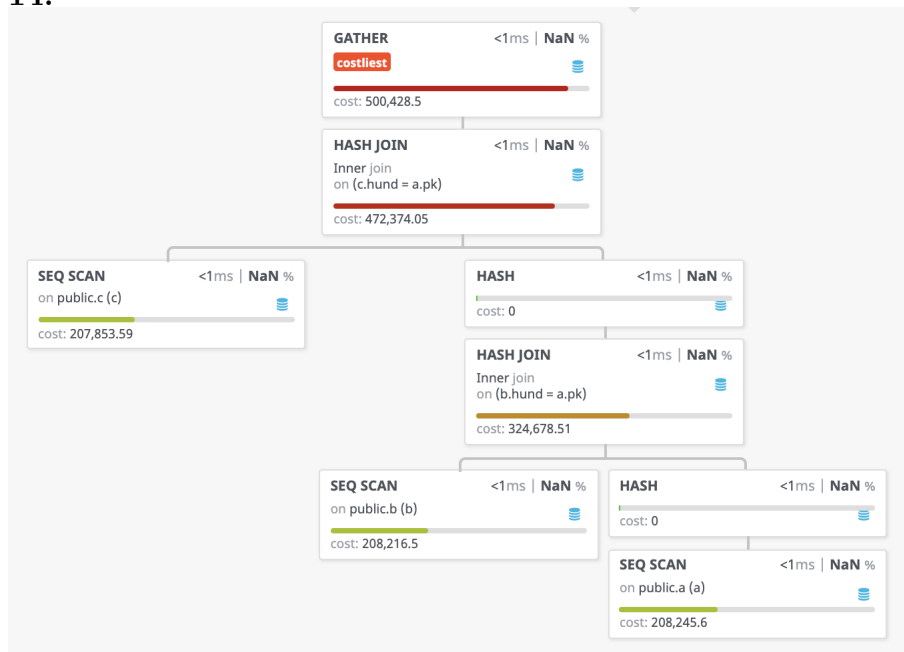 14.
GATHER <1ms | NaN %
costliest
cost: 500,428.5
HASH JOIN <1ms | NaN %
Inner join
on (c.hund = a.pk)
cost: 472,374.05
SEQ SCAN <1ms | NaN %
on public.c (c)
cost: 207,853.59
HASH <1ms | NaN %
cost: 0
HASH JOIN <1ms | NaN %
Inner join
on (b.hund = a.pk)
cost: 324,678.51
SEQ SCAN <1ms | NaN %
on public.b (b)
cost: 208,216.5
HASH <1ms | NaN %
cost: 0
SEQ SCAN <1ms | NaN %
on public.a (a)
cost: 208,245.6